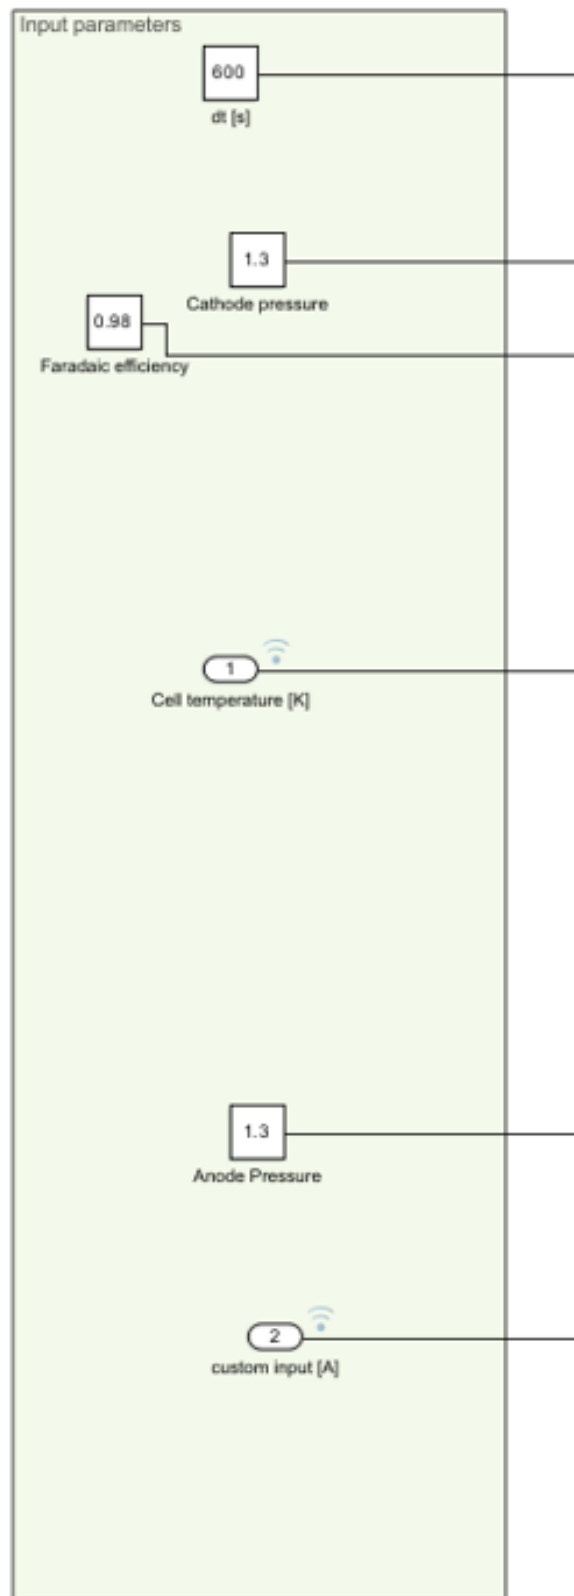 Input parameters
600
dt [s]
1.3
Cathode pressure
0.98
Faradaic efficiency
1
Cell temperature [K]
1.3
Anode Pressure
2
custom input [A]